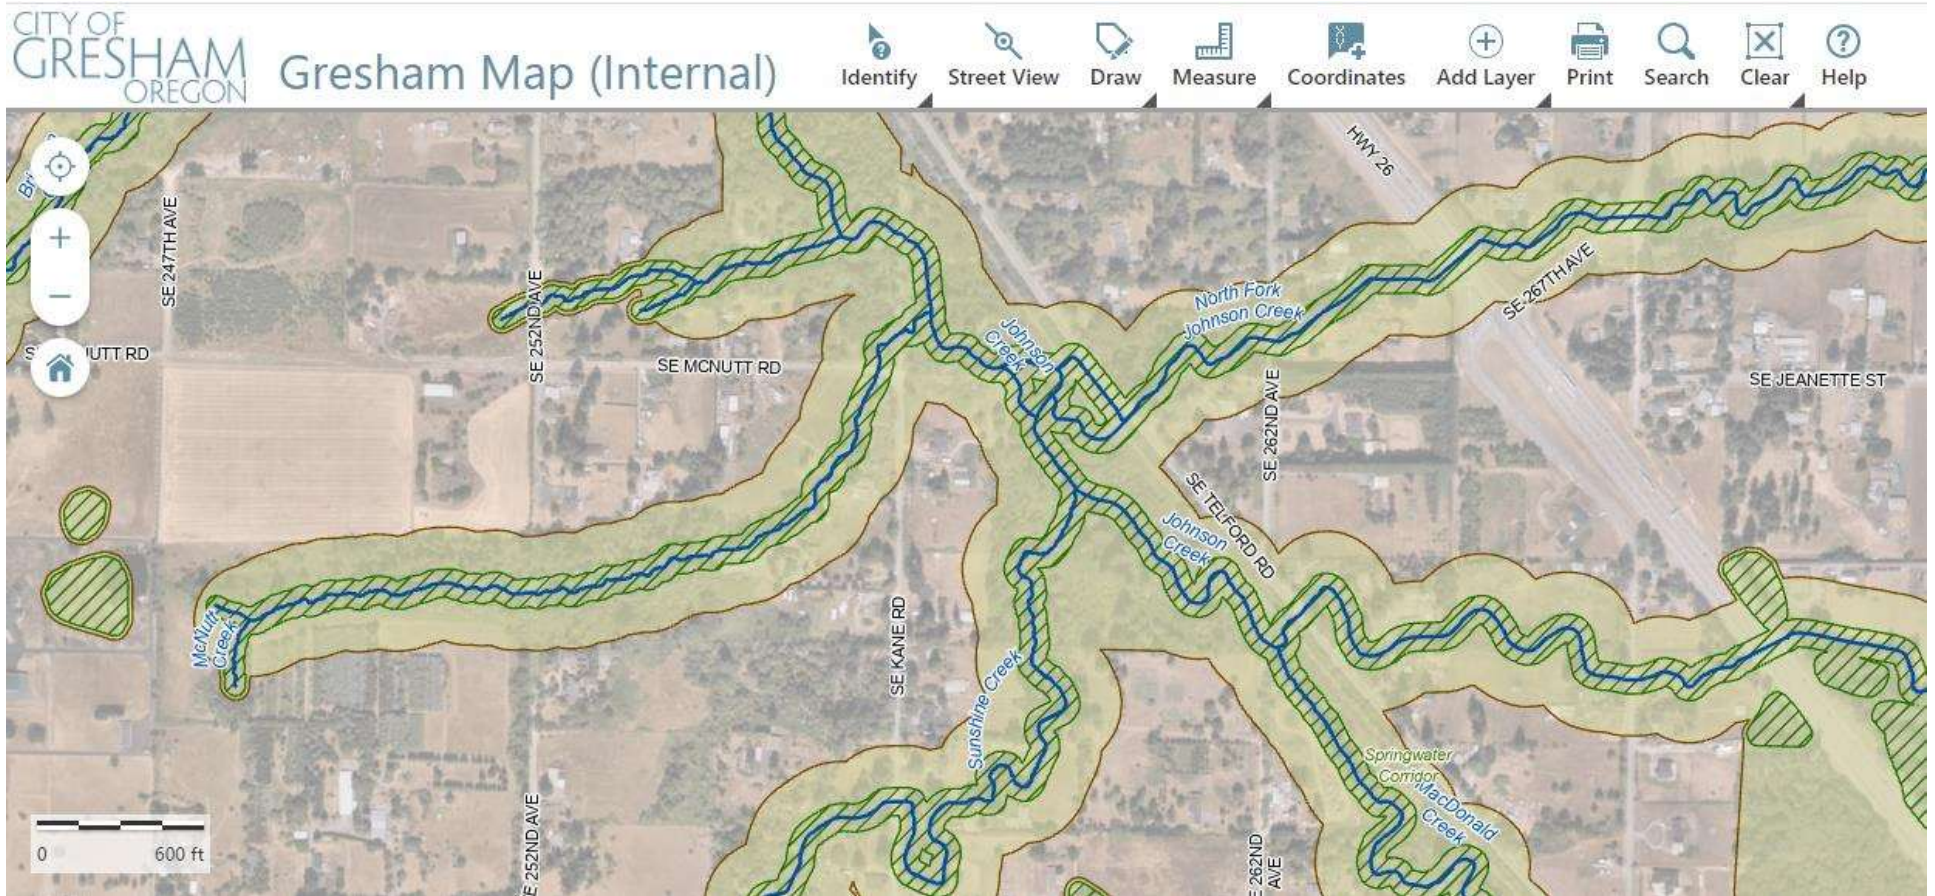 CITY OF
GRESHAM
OREGON
Gresham Map (Internal)
Identify
Street View
Draw
Measure
Coordinates
Add Layer
Print
Search
Clear
Help
HWY 26
SE 247TH AVE
SE 252ND AVE
SE 267TH AVE
North Fork
Johnson Creek
Johnson
Creek
UTT RD
SE MCNUTT RD
SE JEANETTE ST
SE 262ND AVE
SE TELFORD RD
Johnson
Creek
McNutt
Creek
SE KANE RD
Sunshine Creek
Springwater
Corridor
MacDonald
Creek
E 252ND AVE
E 262ND
AVE
0
600 ft